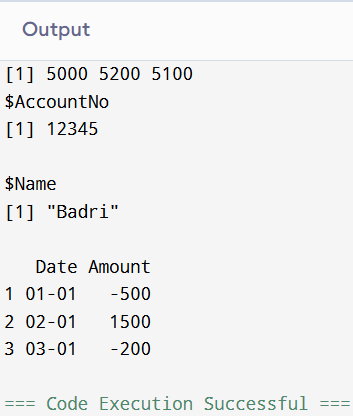 Output
[1] 5000 5200 5100
$AccountNo
[1] 12345

$Name
[1] "Badri"

   Date Amount
1 01-01   -500
2 02-01   1500
3 03-01   -200

=== Code Execution Successful ===